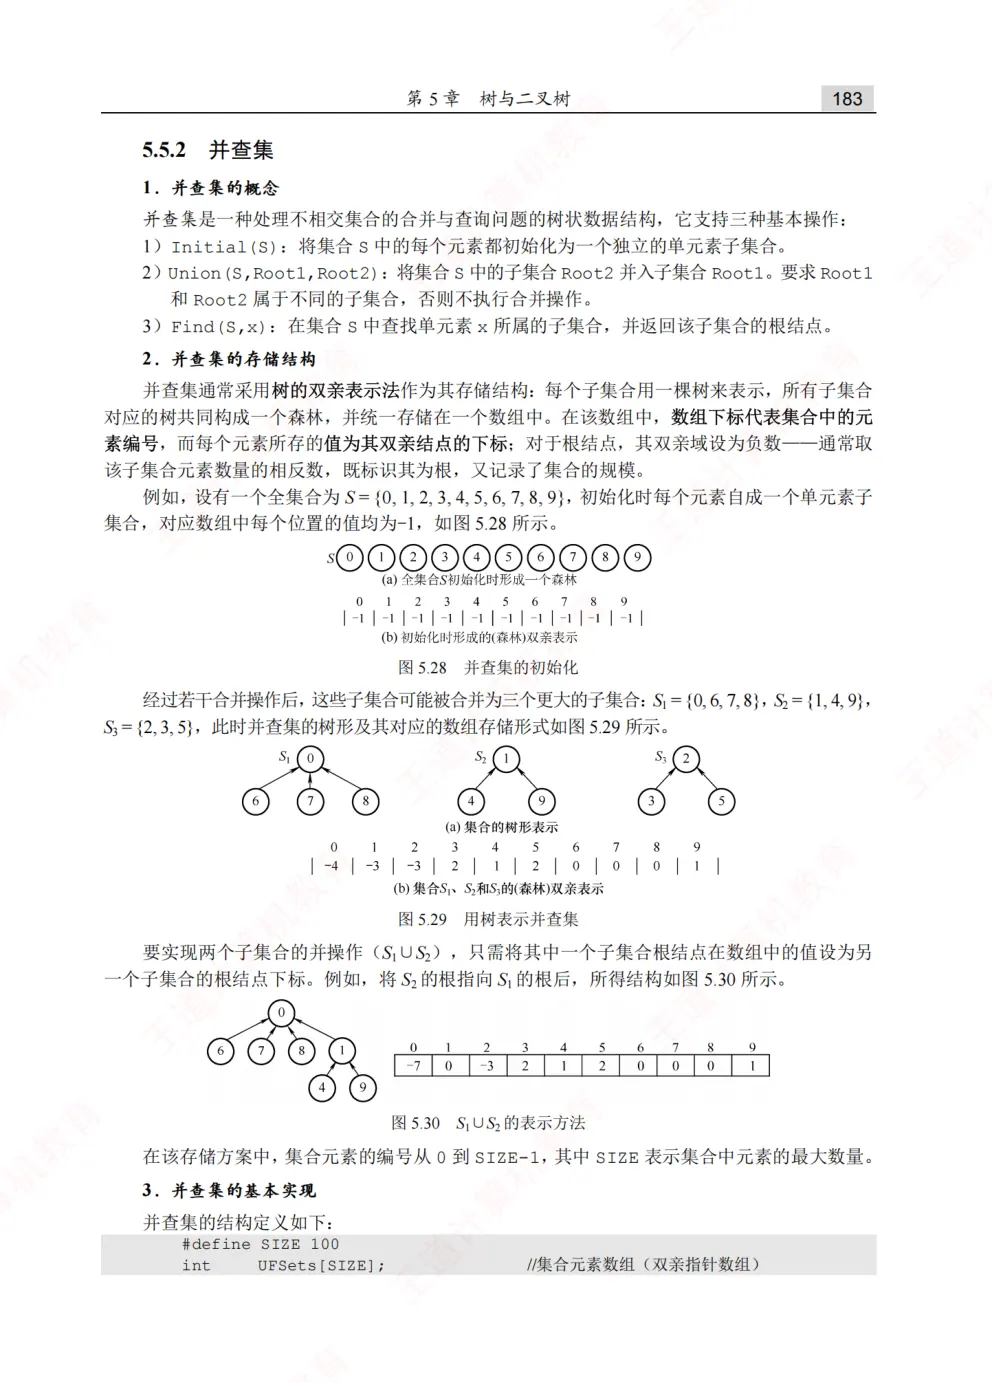 第 5 章 树与二叉树 183
5.5.2 并查集
1．并查集的概念
并查集是一种处理不相交集合的合并与查询问题的树状数据结构，它支持三种基本操作：
1）Initial(S)：将集合 S 中的每个元素都初始化为一个独立的单元素子集合。
2）Union(S,Root1,Root2)：将集合 S 中的子集合 Root2 并入子集合 Root1。要求 Root1
和 Root2 属于不同的子集合，否则不执行合并操作。
3）Find(S,x)：在集合 S 中查找单元素 x 所属的子集合，并返回该子集合的根结点。
2．并查集的存储结构
并查集通常采用树的双亲表示法作为其存储结构：每个子集合用一棵树来表示，所有子集合
对应的树共同构成一个森林，并统一存储在一个数组中。在该数组中，数组下标代表集合中的元
素编号，而每个元素所存的值为其双亲结点的下标；对于根结点，其双亲域设为负数——通常取
该子集合元素数量的相反数，既标识其为根，又记录了集合的规模。
例如，设有一个全集合为 S = {0, 1, 2, 3, 4, 5, 6, 7, 8, 9}，初始化时每个元素自成一个单元素子
集合，对应数组中每个位置的值均为−1，如图 5.28 所示。
S 0 1 2 3 4 5 6 7 8 9
(a) 全集合S初始化时形成一个森林
0 1 2 3 4 5 6 7 8 9
−1 −1 −1 −1 −1 −1 −1 −1 −1 −1
(b) 初始化时形成的(森林)双亲表示
图 5.28 并查集的初始化
经过若干合并操作后，这些子集合可能被合并为三个更大的子集合：S₁ = {0, 6, 7, 8}，S₂ = {1, 4, 9}，
S₃ = {2, 3, 5}，此时并查集的树形及其对应的数组存储形式如图 5.29 所示。
S₁ 0 S₂ 1 S₃ 2
6 7 8 4 9 3 5
(a) 集合的树形表示
0 1 2 3 4 5 6 7 8 9
−4 −3 −3 2 1 2 0 0 0 1
(b) 集合S₁、S₂和S₃的(森林)双亲表示
图 5.29 用树表示并查集
要实现两个子集合的并操作（S₁∪S₂），只需将其中一个子集合根结点在数组中的值设为另
一个子集合的根结点下标。例如，将 S₂ 的根指向 S₁ 的根后，所得结构如图 5.30 所示。
0
6 7 8 1
4 9
0 1 2 3 4 5 6 7 8 9
−7 0 −3 2 1 2 0 0 0 1
图 5.30 S₁∪S₂ 的表示方法
在该存储方案中，集合元素的编号从 0 到 SIZE-1，其中 SIZE 表示集合中元素的最大数量。
3．并查集的基本实现
并查集的结构定义如下：
#define SIZE 100
int UFSets[SIZE]; //集合元素数组（双亲指针数组）